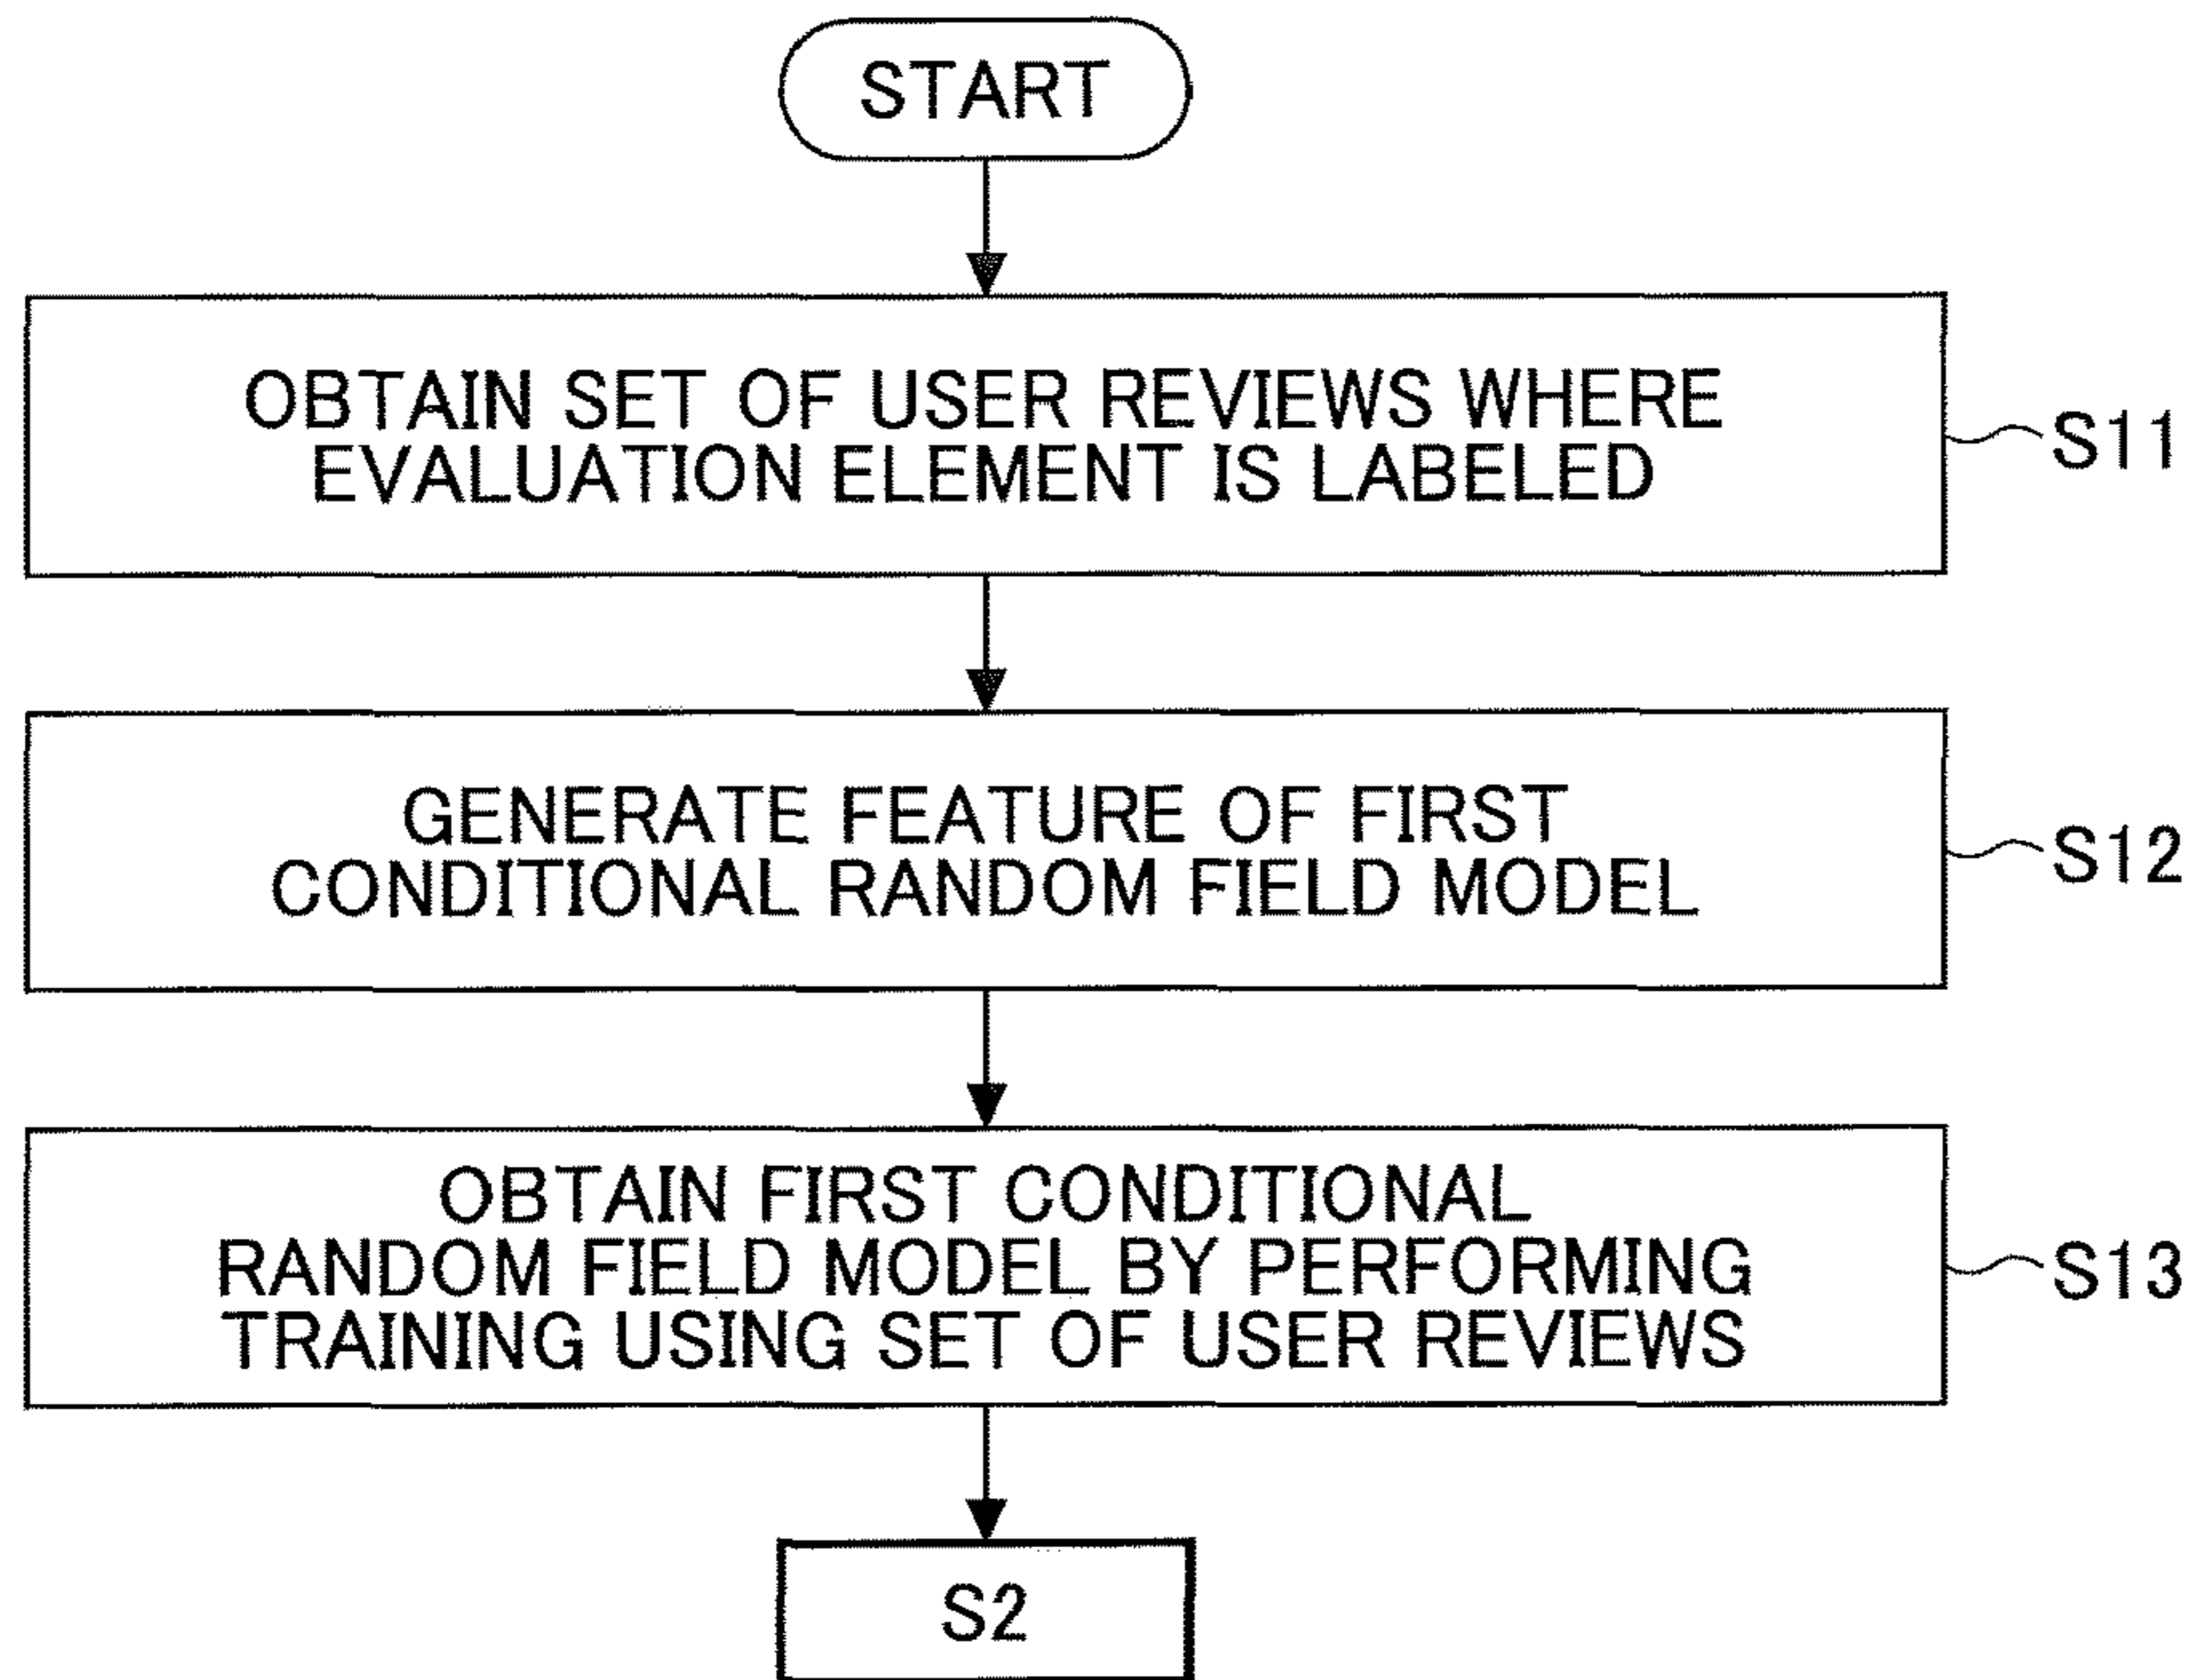 START
OBTAIN SET OF USER REVIEWS WHERE
EVALUATION ELEMENT IS LABELED
S11
GENERATE FEATURE OF FIRST
CONDITIONAL RANDOM FIELD MODEL
S12
OBTAIN FIRST CONDITIONAL
RANDOM FIELD MODEL BY PERFORMING
TRAINING USING SET OF USER REVIEWS
S13
S2